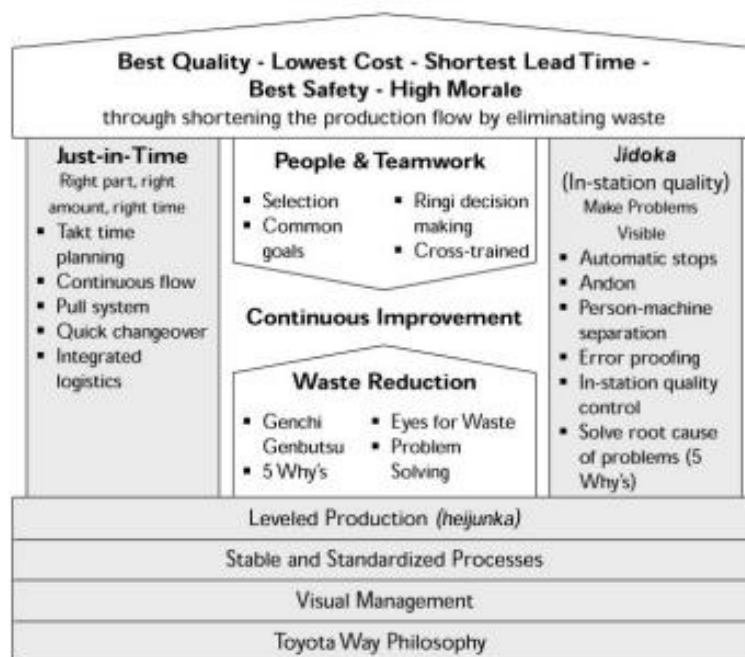 Best Quality - Lowest Cost - Shortest Lead Time -
Best Safety - High Morale
through shortening the production flow by eliminating waste
Just-in-Time
Right part, right
amount, right time
▪ Takt time
planning
▪ Continuous flow
▪ Pull system
▪ Quick changeover
▪ Integrated
logistics
People & Teamwork
▪ Selection
▪ Common
goals
▪ Ringi decision
making
▪ Cross-trained
Continuous Improvement
Waste Reduction
▪ Genchi
Genbutsu
▪ 5 Why's
▪ Eyes for Waste
▪ Problem
Solving
Jidoka
(In-station quality)
Make Problems
Visible
▪ Automatic stops
▪ Andon
▪ Person-machine
separation
▪ Error proofing
▪ In-station quality
control
▪ Solve root cause
of problems (5
Why's)
Leveled Production (heijunka)
Stable and Standardized Processes
Visual Management
Toyota Way Philosophy